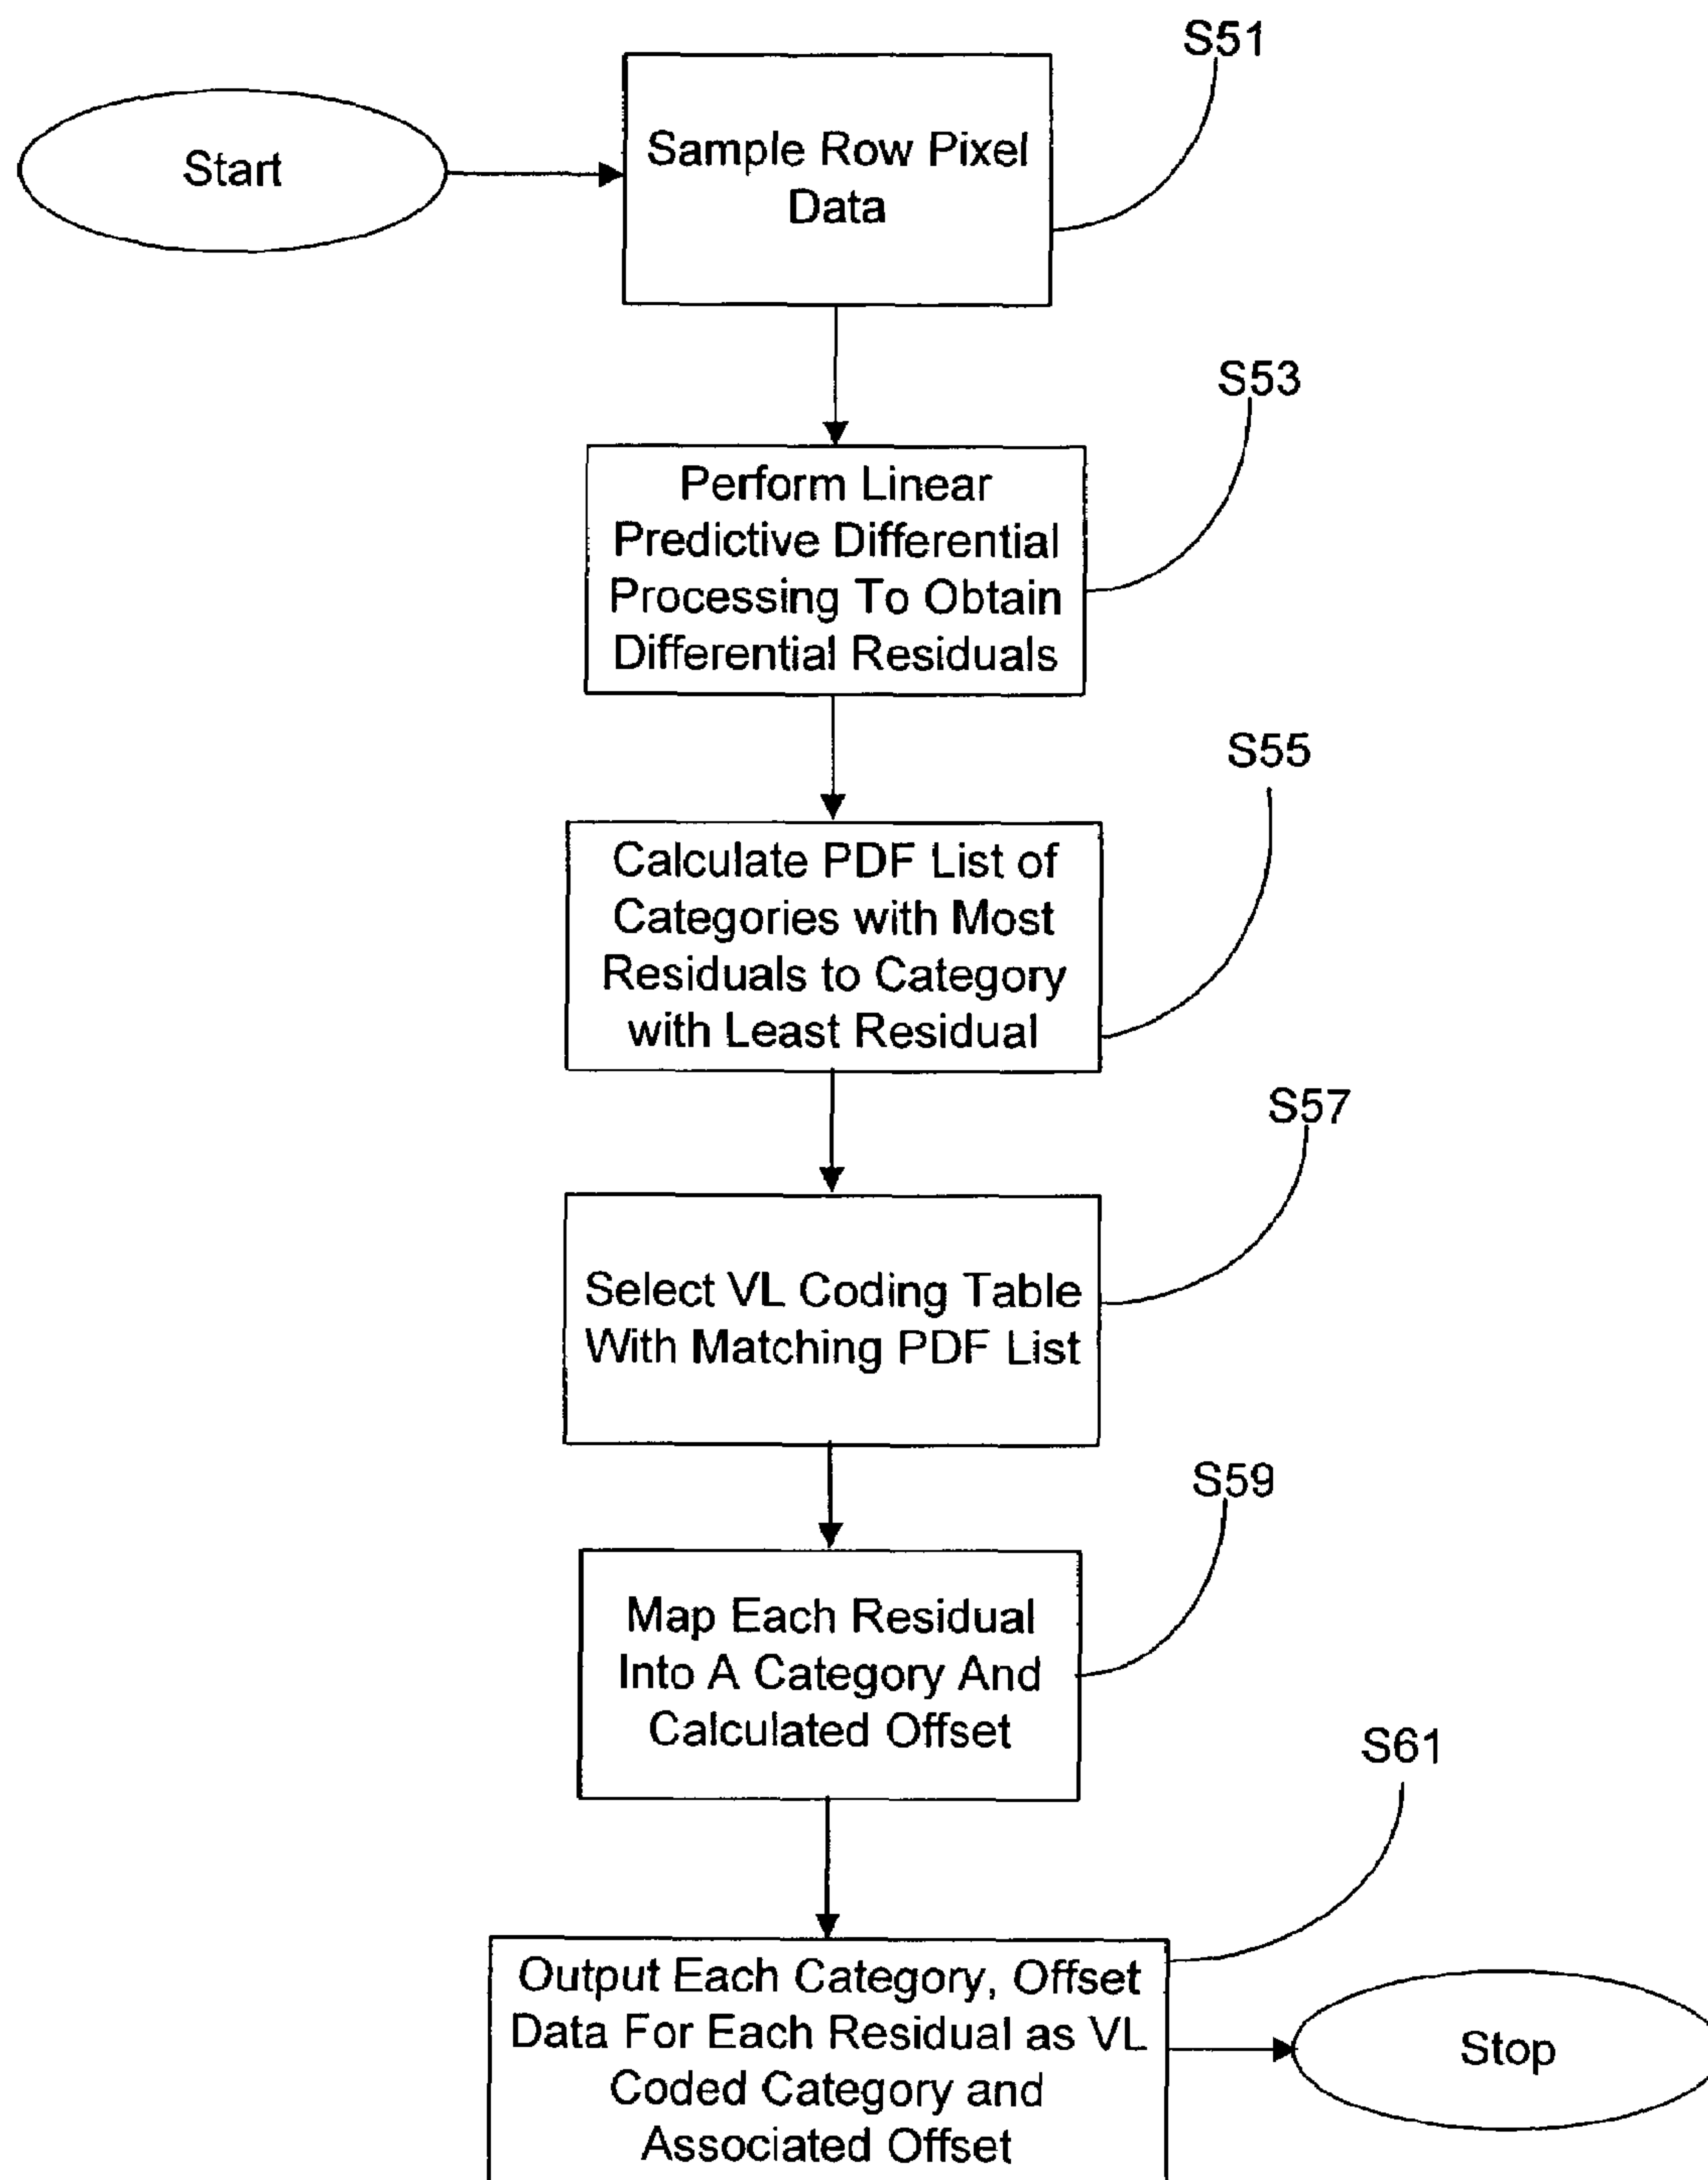 S51
Start
Sample Row Pixel
Data
S53
Perform Linear
Predictive Differential
Processing To Obtain
Differential Residuals
S55
Calculate PDF List of
Categories with Most
Residuals to Category
with Least Residual
S57
Select VL Coding Table
With Matching PDF List
S59
Map Each Residual
Into A Category And
Calculated Offset
S61
Output Each Category, Offset
Data For Each Residual as VL
Coded Category and
Associated Offset
Stop